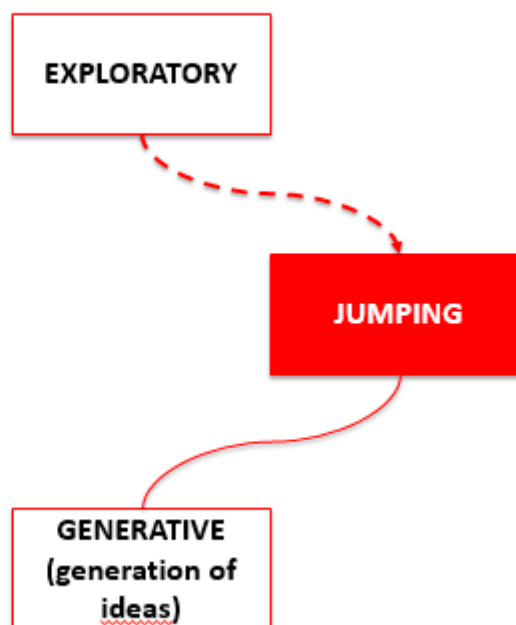 EXPLORATORY
JUMPING
GENERATIVE
(generation of
ideas)